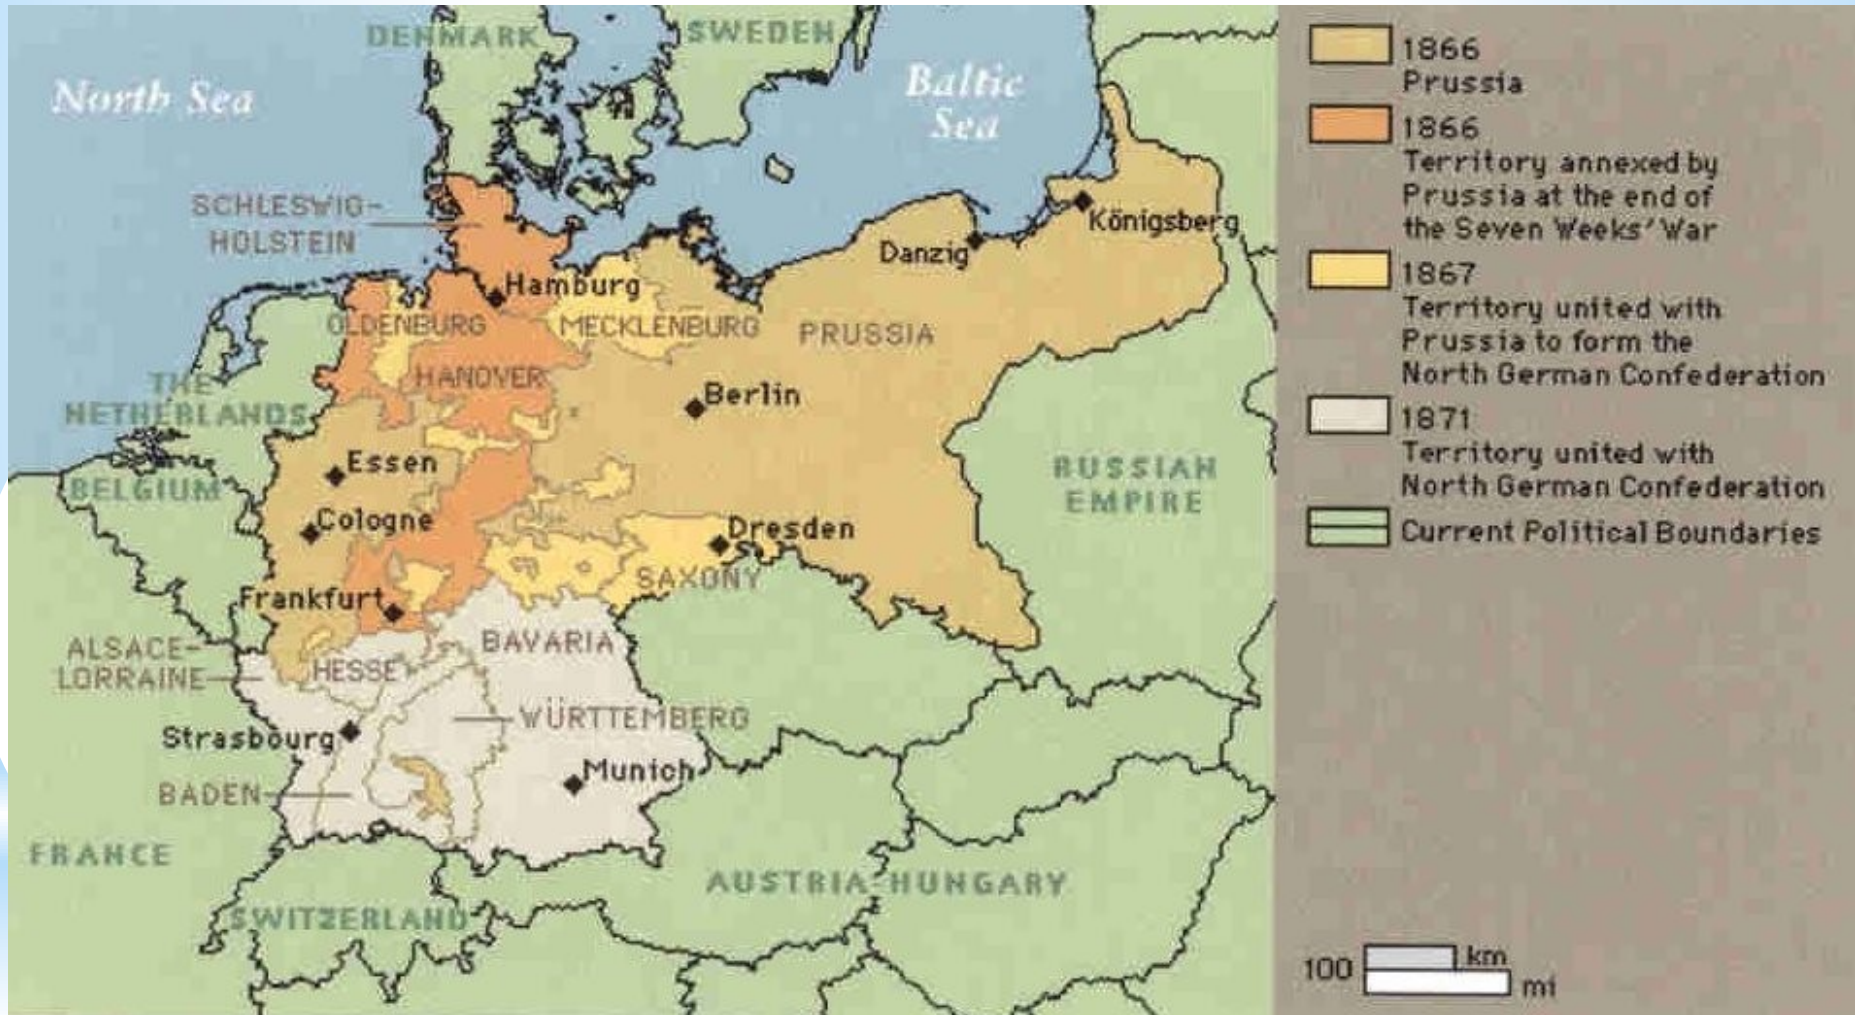 DENMARK
SWEDEN
North Sea
Baltic
Sea
SCHLESWIG-
HOLSTEIN
Königsberg
Danzig
Hamburg
OLDENBURG
MECKLENBURG
PRUSSIA
THE
NETHERLANDS
HANOVER
Berlin
Essen
BELGIUM
RUSSIAN
EMPIRE
Cologne
Dresden
SAXONY
Frankfurt
ALSACE-
LORRAINE
HESSE
BAVARIA
WÜRTTEMBERG
Strasbourg
Munich
BADEN
FRANCE
AUSTRIA-HUNGARY
SWITZERLAND
1866
Prussia
1866
Territory annexed by
Prussia at the end of
the Seven Weeks' War
1867
Territory united with
Prussia to form the
North German Confederation
1871
Territory united with
North German Confederation
Current Political Boundaries
100 km
mi